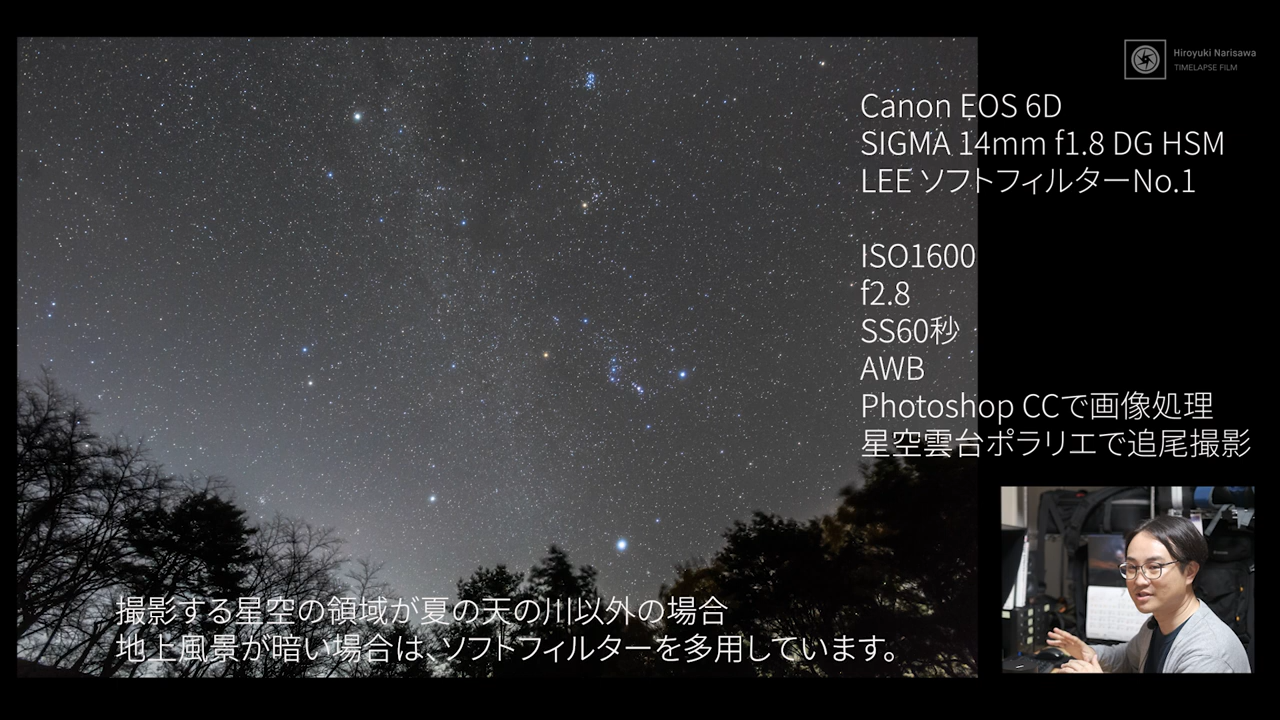 Hiroyuki Narisawa
TIMELAPSE FILM
Canon EOS 6D
SIGMA 14mm f1.8 DG HSM
LEE ソフトフィルターNo.1
ISO1600
f2.8
SS60秒
AWB
Photoshop CCで画像処理
星空雲台ポラリエで追尾撮影
撮影する星空の領域が夏の天の川以外の場合
地上風景が暗い場合は、ソフトフィルターを多用しています。